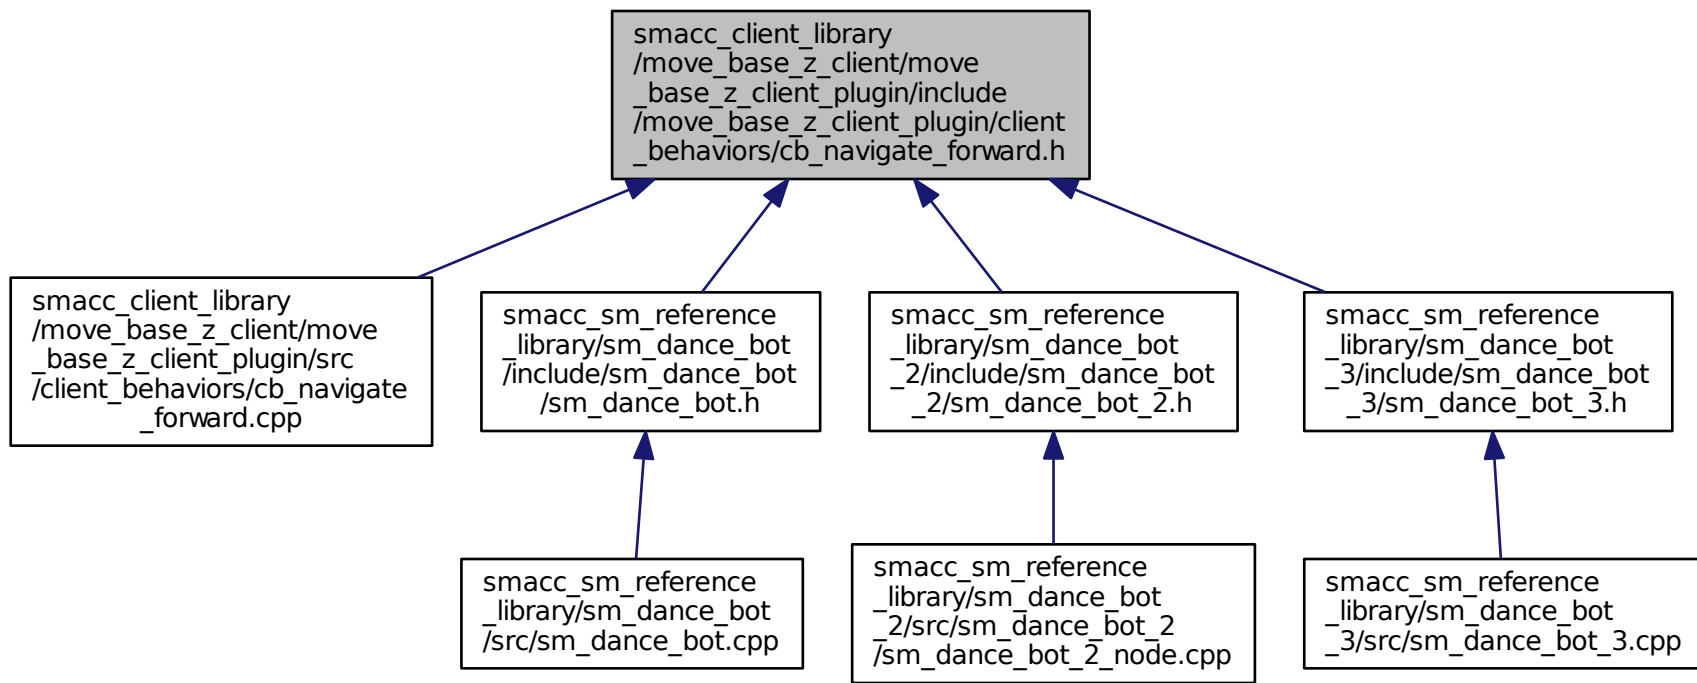 smacc_client_library
/move_base_z_client/move
_base_z_client_plugin/include
/move_base_z_client_plugin/client
_behaviors/cb_navigate_forward.h
smacc_client_library
/move_base_z_client/move
_base_z_client_plugin/src
/client_behaviors/cb_navigate
_forward.cpp
smacc_sm_reference
_library/sm_dance_bot
/include/sm_dance_bot
/sm_dance_bot.h
smacc_sm_reference
_library/sm_dance_bot
_2/include/sm_dance_bot
_2/sm_dance_bot_2.h
smacc_sm_reference
_library/sm_dance_bot
_3/include/sm_dance_bot
_3/sm_dance_bot_3.h
smacc_sm_reference
_library/sm_dance_bot
/src/sm_dance_bot.cpp
smacc_sm_reference
_library/sm_dance_bot
_2/src/sm_dance_bot_2
/sm_dance_bot_2_node.cpp
smacc_sm_reference
_library/sm_dance_bot
_3/src/sm_dance_bot_3.cpp